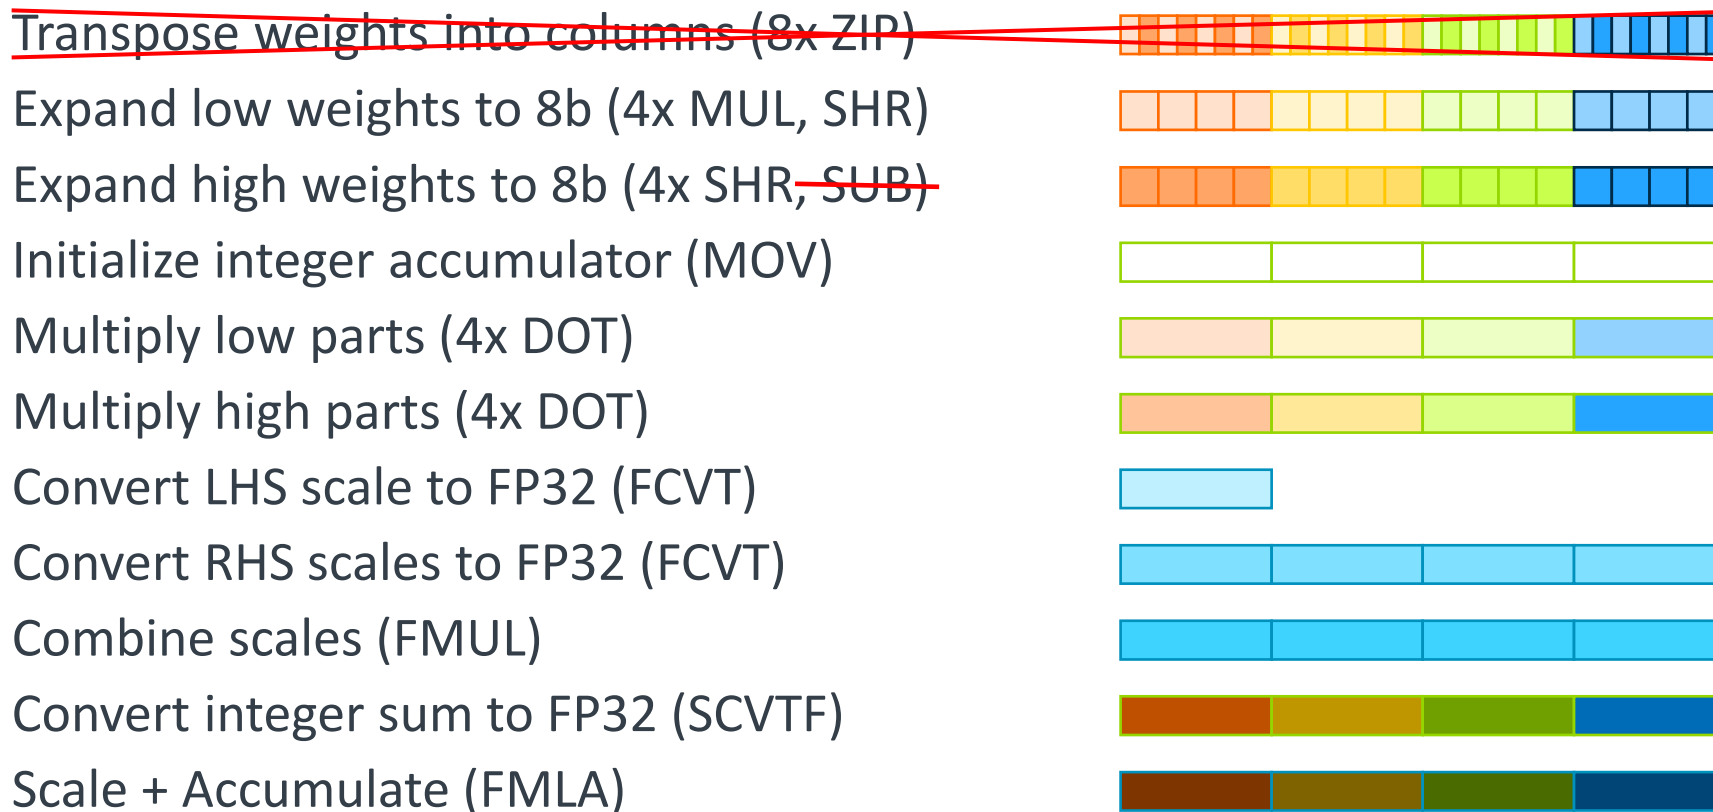 Transpose weights into columns (8x ZIP)
Expand low weights to 8b (4x MUL, SHR)
Expand high weights to 8b (4x SHR, SUB)
Initialize integer accumulator (MOV)
Multiply low parts (4x DOT)
Multiply high parts (4x DOT)
Convert LHS scale to FP32 (FCVT)
Convert RHS scales to FP32 (FCVT)
Combine scales (FMUL)
Convert integer sum to FP32 (SCVTF)
Scale + Accumulate (FMLA)